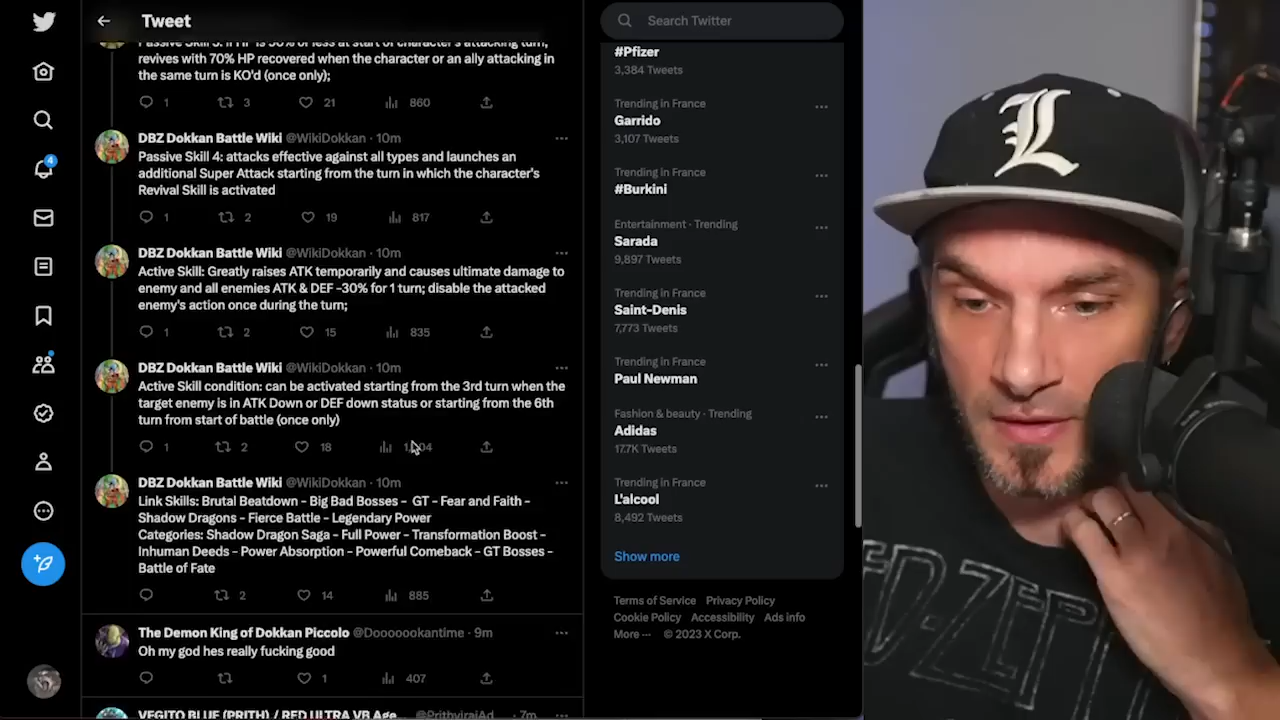 Tweet
Search Twitter
Passive Skill 3: if HP is 50% or less at start of character's attacking turn,
revives with 70% HP recovered when the character or an ally attacking in
the same turn is KO'd (once only);
1 3 21 860
DBZ Dokkan Battle Wiki @WikiDokkan · 10m
Passive Skill 4: attacks effective against all types and launches an
additional Super Attack starting from the turn in which the character's
Revival Skill is activated
1 2 19 817
DBZ Dokkan Battle Wiki @WikiDokkan · 10m
Active Skill: Greatly raises ATK temporarily and causes ultimate damage to
enemy and all enemies ATK & DEF -30% for 1 turn; disable the attacked
enemy's action once during the turn;
1 2 15 835
DBZ Dokkan Battle Wiki @WikiDokkan · 10m
Active Skill condition: can be activated starting from the 3rd turn when the
target enemy is in ATK Down or DEF down status or starting from the 6th
turn from start of battle (once only)
1 2 18
DBZ Dokkan Battle Wiki @WikiDokkan · 10m
Link Skills: Brutal Beatdown - Big Bad Bosses - GT - Fear and Faith -
Shadow Dragons - Fierce Battle - Legendary Power
Categories: Shadow Dragon Saga - Full Power - Transformation Boost -
Inhuman Deeds - Power Absorption - Powerful Comeback - GT Bosses -
Battle of Fate
2 14 885
The Demon King of Dokkan Piccolo @Dooooookantime · 9m
Oh my god hes really fucking good
1 407
VEGITO BLUE (PRITH) / RED ULTRA VB Age @PrithvirajAd · 7m
4
#Pfizer
3,384 Tweets
Trending in France
Garrido
3,107 Tweets
Trending in France
#Burkini
Entertainment · Trending
Sarada
9,897 Tweets
Trending in France
Saint-Denis
7,773 Tweets
Trending in France
Paul Newman
Fashion & beauty · Trending
Adidas
17.7K Tweets
Trending in France
L'alcool
8,492 Tweets
Show more
Terms of Service Privacy Policy
Cookie Policy Accessibility Ads info
More ··· © 2023 X Corp.
L